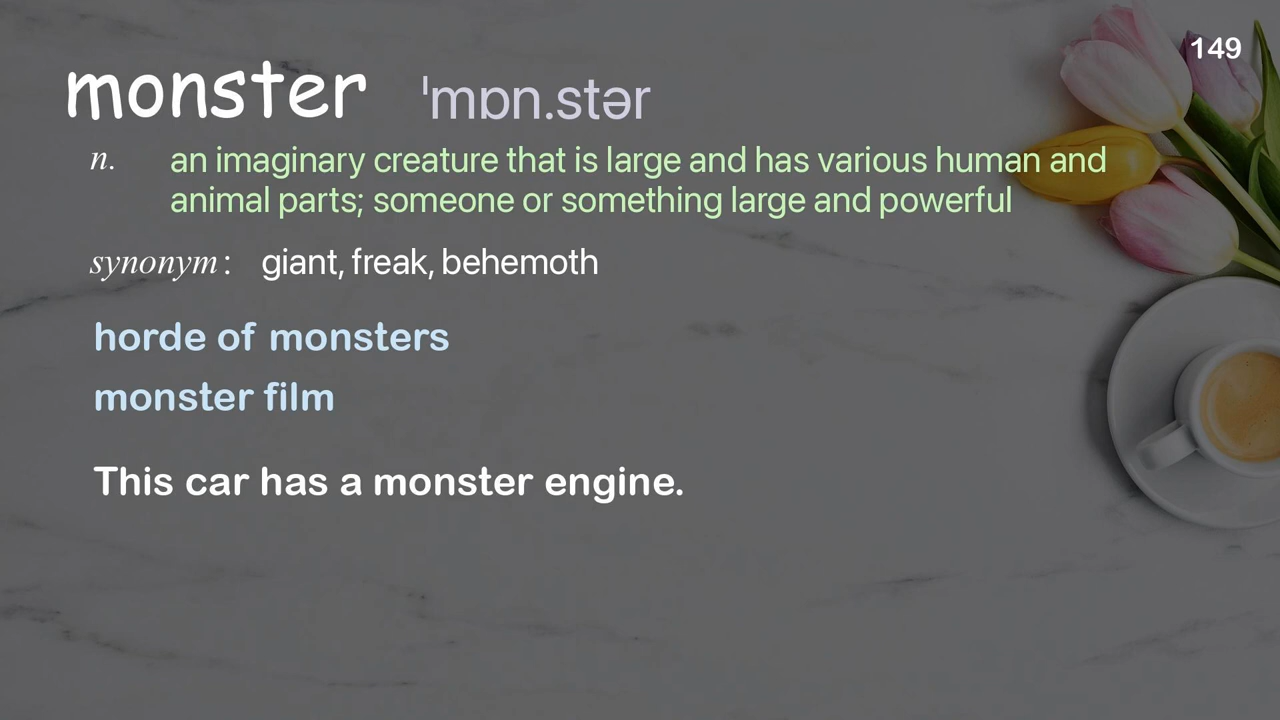 149
monster ˈmɒn.stər
n. an imaginary creature that is large and has various human and
animal parts; someone or something large and powerful
synonym: giant, freak, behemoth
horde of monsters
monster film
This car has a monster engine.